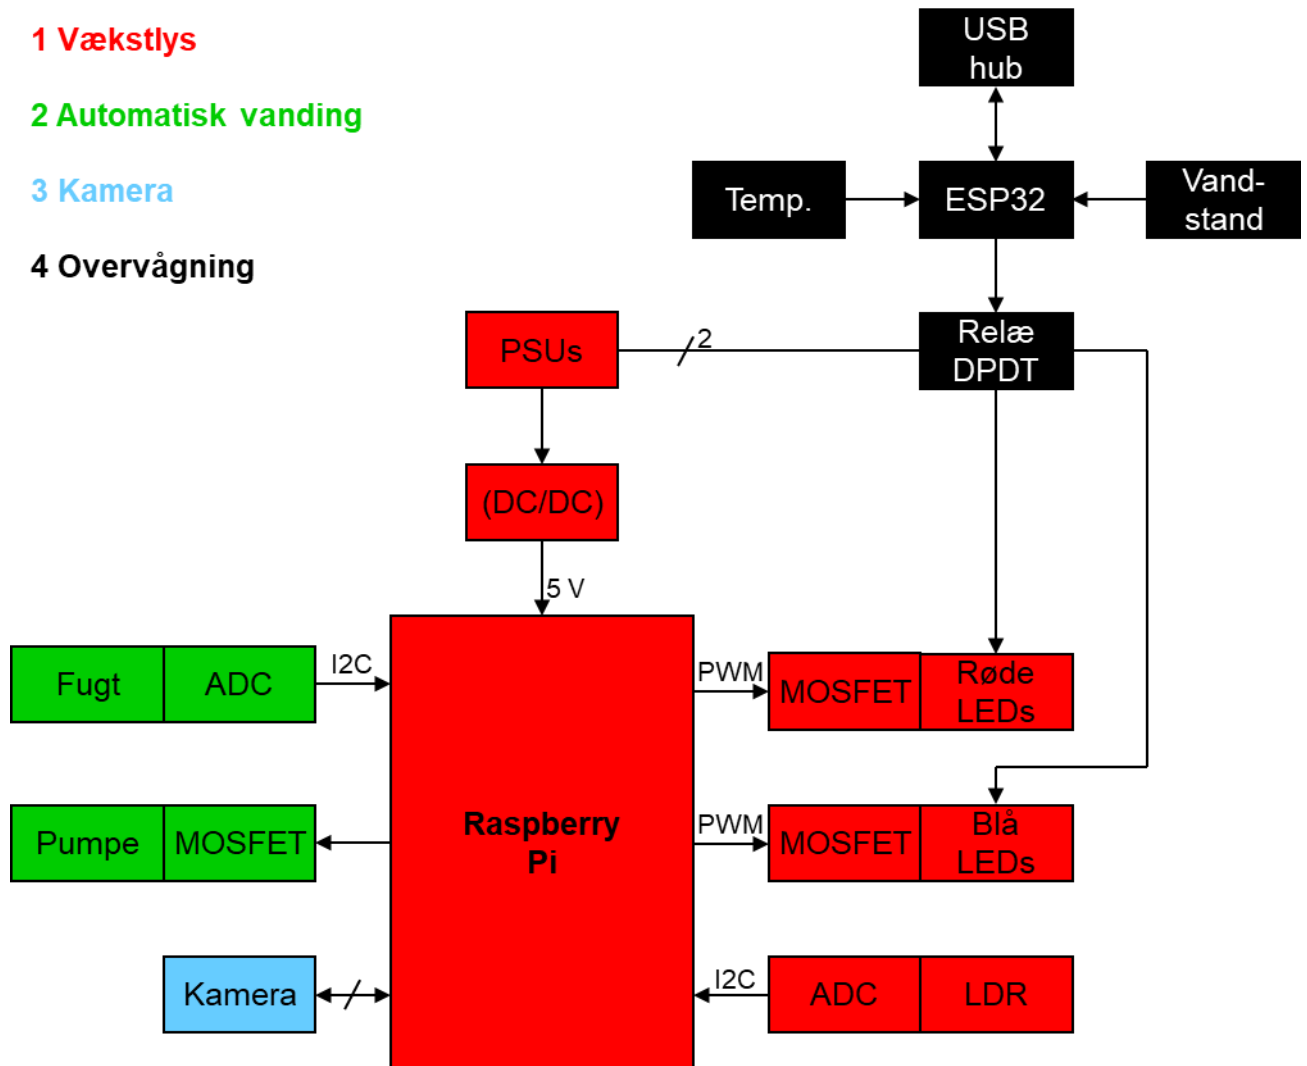 1 Vækstlys
2 Automatisk vanding
3 Kamera
4 Overvågning
USB
hub
Temp.
ESP32
Vand-
stand
PSUs
2
Relæ
DPDT
(DC/DC)
5 V
Fugt
ADC
I2C
PWM
MOSFET
Røde
LEDs
Pumpe
MOSFET
Raspberry
Pi
PWM
MOSFET
Blå
LEDs
Kamera
I2C
ADC
LDR